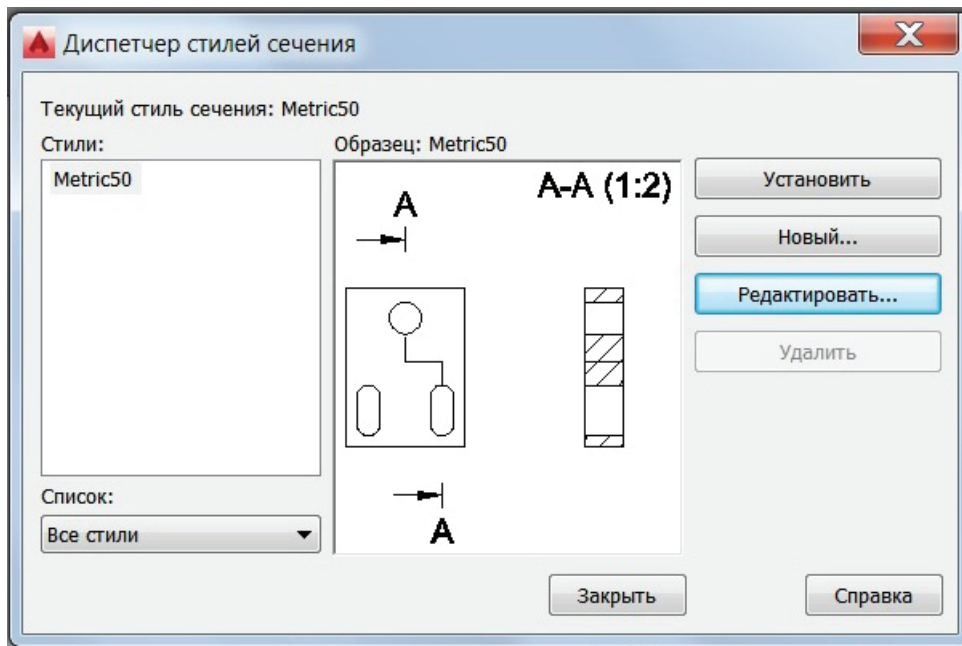 Диспетчер стилей сечения
Текущий стиль сечения: Metric50
Стили:
Metric50
Список:
Все стили
Образец: Metric50
A
A-A (1:2)
A
Установить
Новый...
Редактировать...
Удалить
Закрыть
Справка